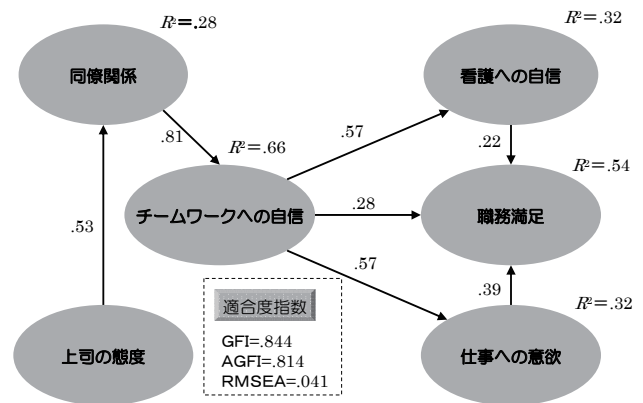 R²=.28
R²=.32
同僚関係
看護への自信
.81
R²=.66
.57
.22
R²=.54
チームワークへの自信
.28
職務満足
.53
.57
.39
適合度指数
R²=.32
GFI=.844
AGFI=.814
RMSEA=.041
上司の態度
仕事への意欲